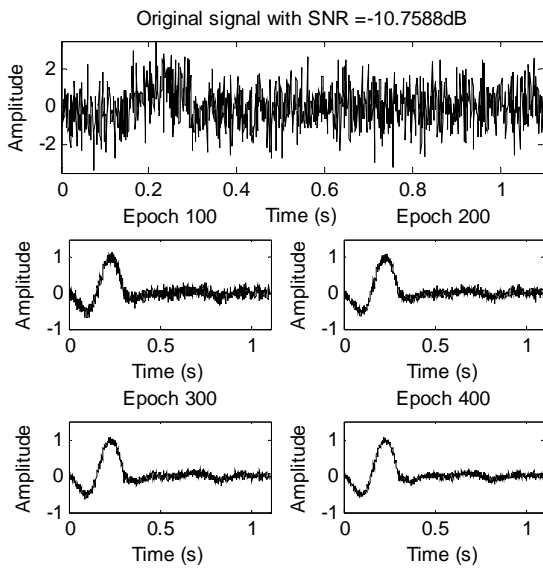 Original signal with SNR =-10.7588dB
Amplitude
2
0
-2
0 0.2 0.4 0.6 0.8 1
Time (s)
Epoch 100 Epoch 200
Amplitude Amplitude
1 1
0 0
-1 -1
0 0.5 1 0 0.5 1
Time (s) Time (s)
Epoch 300 Epoch 400
Amplitude Amplitude
1 1
0 0
-1 -1
0 0.5 1 0 0.5 1
Time (s) Time (s)